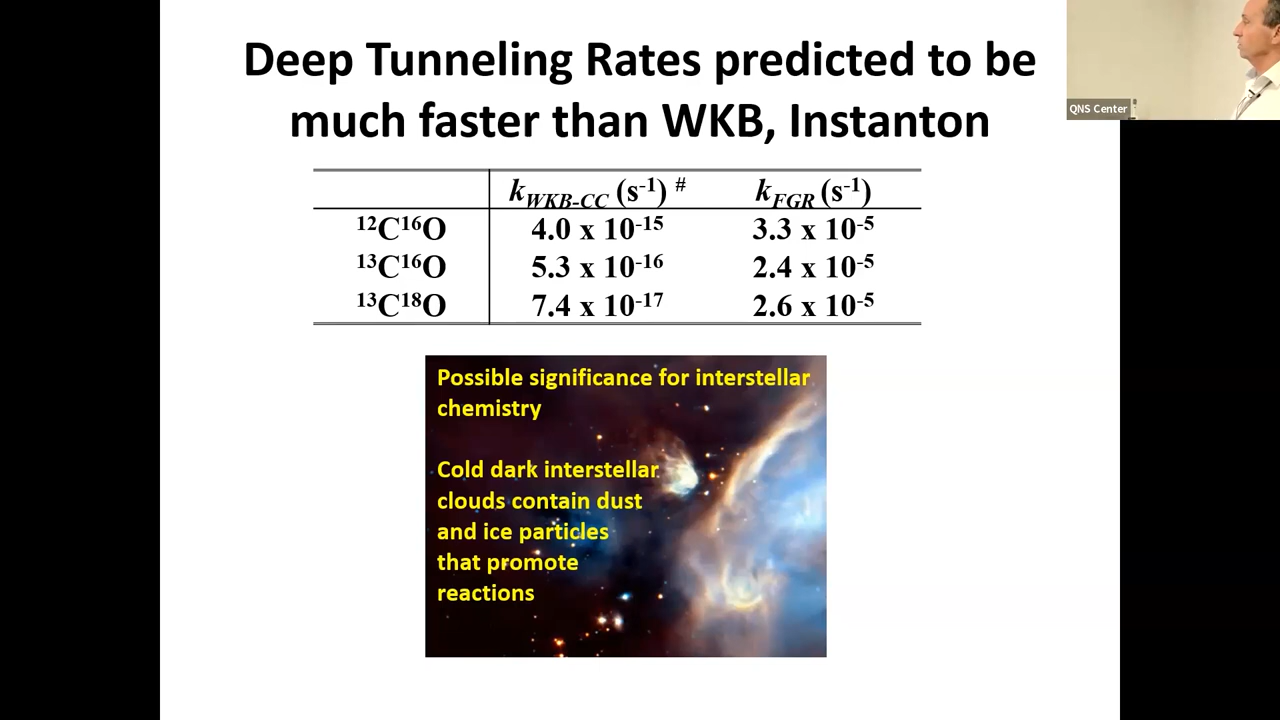 Deep Tunneling Rates predicted to be
much faster than WKB, Instanton
QNS Center
k_WKB-CC (s⁻¹) # k_FGR (s⁻¹)
¹²C¹⁶O 4.0 x 10⁻¹⁵ 3.3 x 10⁻⁵
¹³C¹⁶O 5.3 x 10⁻¹⁶ 2.4 x 10⁻⁵
¹³C¹⁸O 7.4 x 10⁻¹⁷ 2.6 x 10⁻⁵
Possible significance for interstellar
chemistry
Cold dark interstellar
clouds contain dust
and ice particles
that promote
reactions